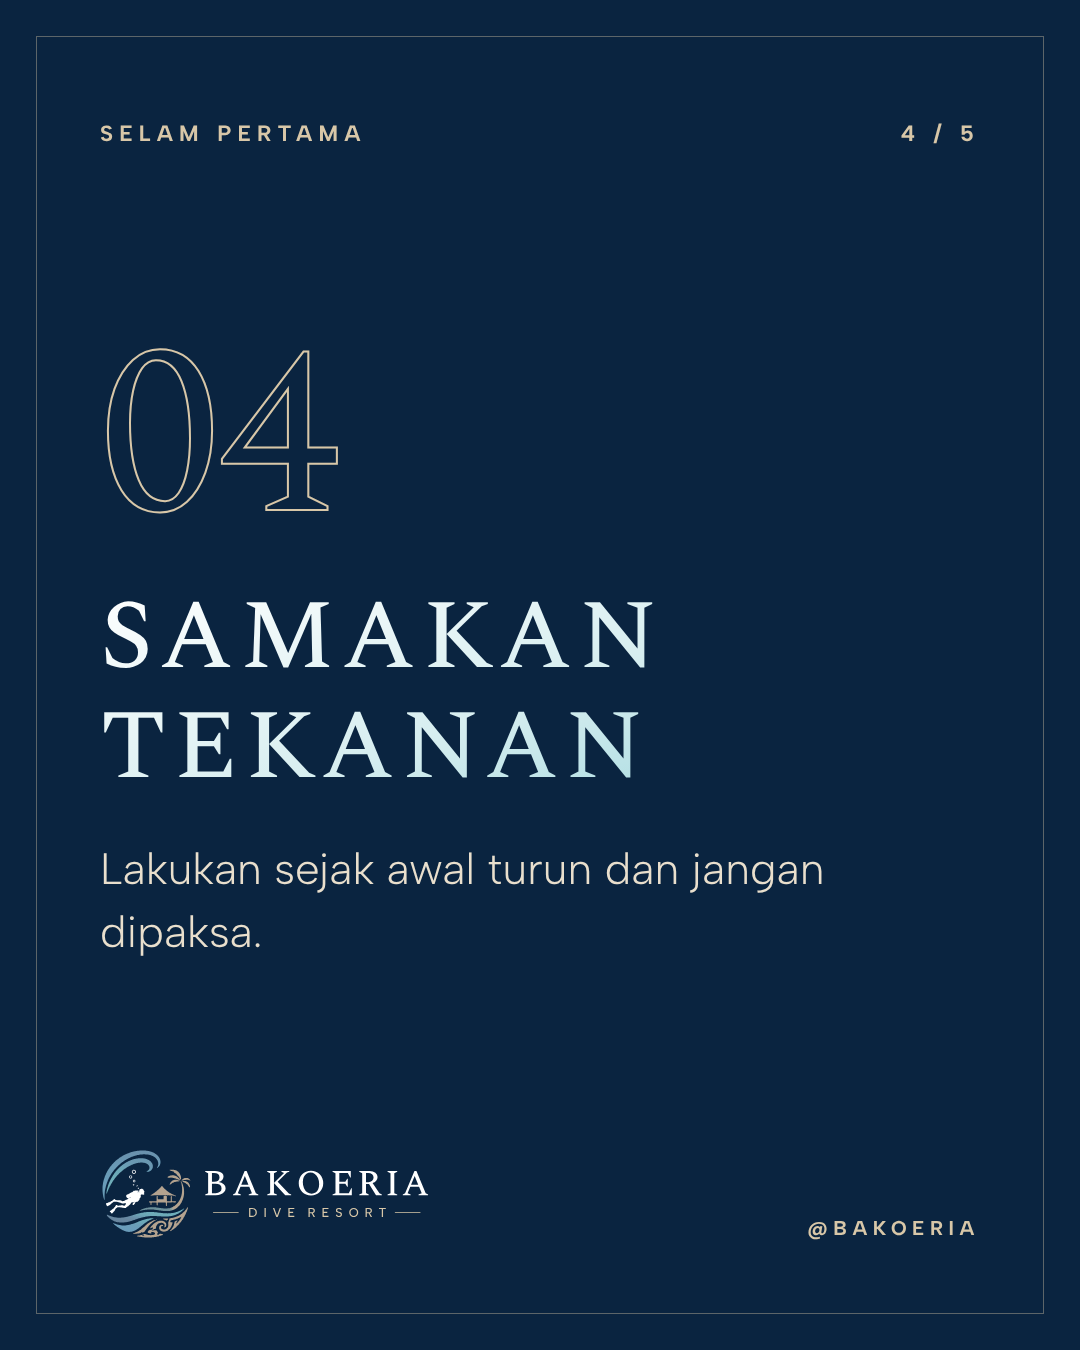 SELAM PERTAMA
4 / 5
04
SAMAKAN
TEKANAN
Lakukan sejak awal turun dan jangan
dipaksa.
BAKOERIA
DIVE RESORT
@BAKOERIA